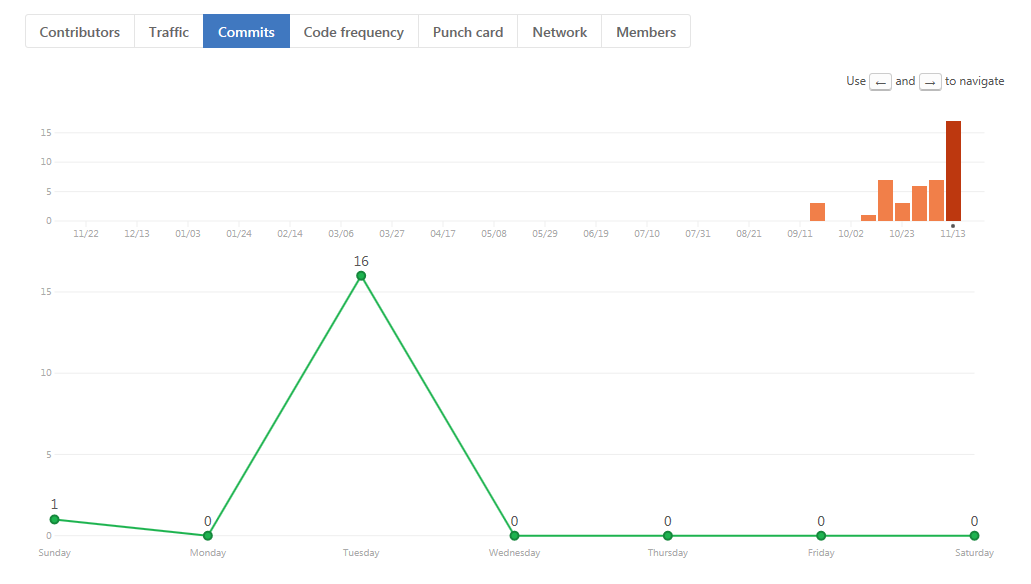 Contributors Traffic Commits Code frequency Punch card Network Members
Use ← and → to navigate
15
10
5
0
11/22 12/13 01/03 01/24 02/14 03/06 03/27 04/17 05/08 05/29 06/19 07/10 07/31 08/21 09/11 10/02 10/23 11/13
16
15
10
5
1
0 0 0 0 0
0
Sunday Monday Tuesday Wednesday Thursday Friday Saturday